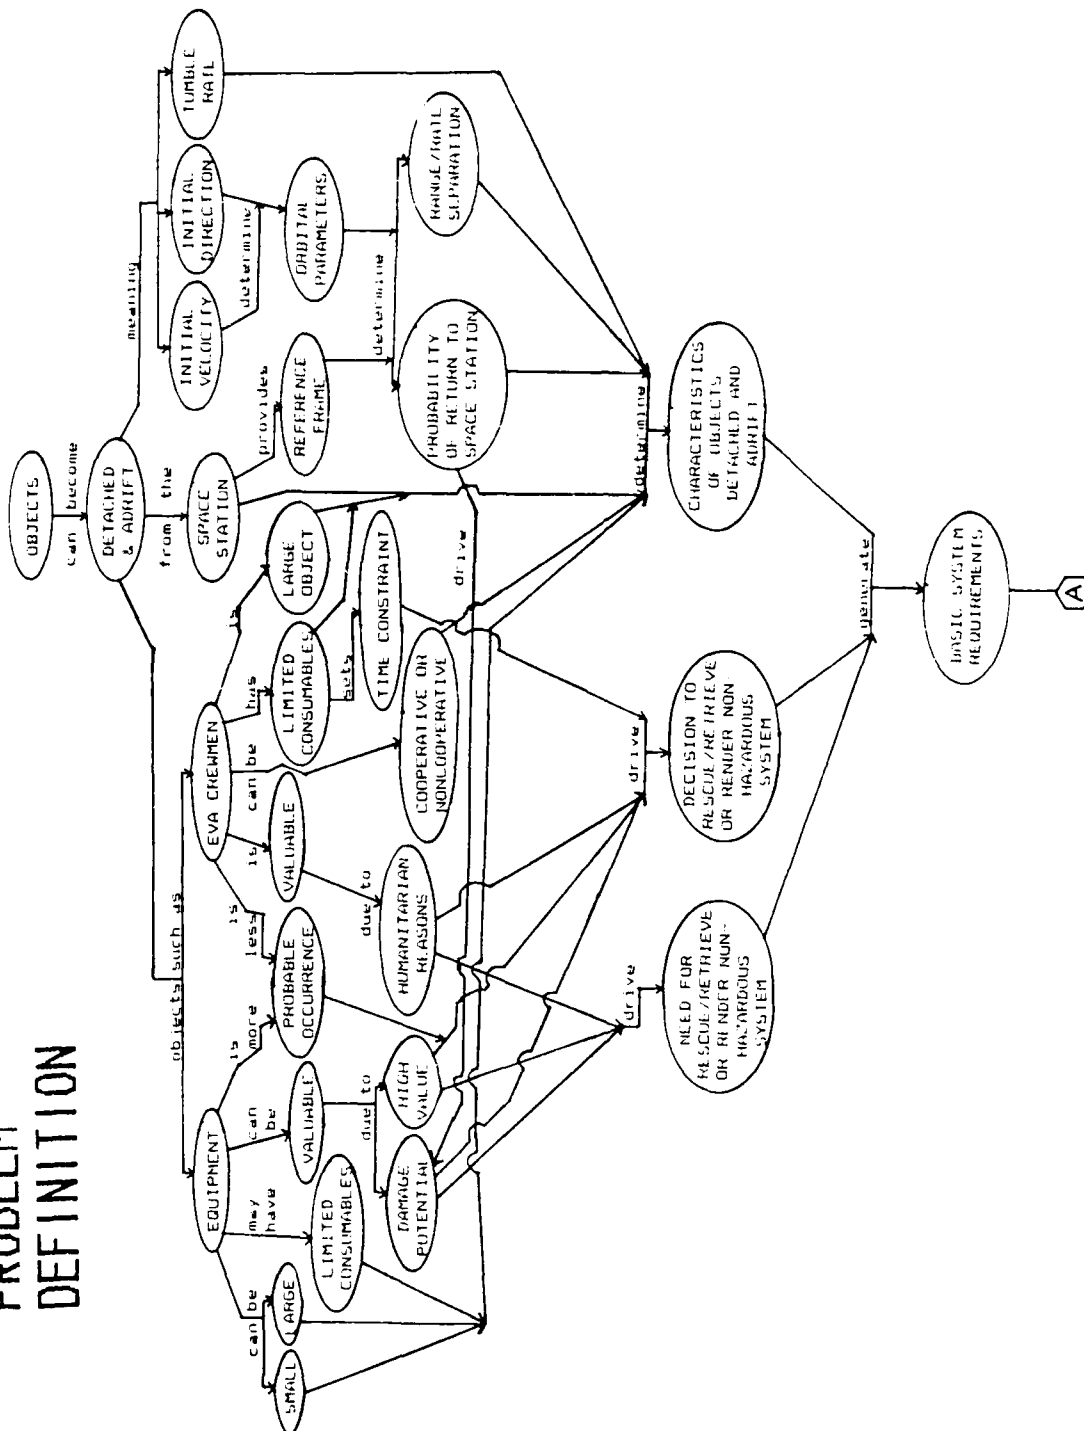 PROBLEM
DEFINITION
OBJECTS
can become
DETACHED
& ADRIFT
meaning
from the
SPACE
STATION
provides
REFERENCE
FRAME
INITIAL
VELOCITY
INITIAL
DIRECTION
TUMBLE
RATE
determine
ORBITAL
PARAMETERS
determine
PROBABILITY
OF RETURN TO
SPACE STATION
RANGE/RATE
SEPARATION
objects such as
EQUIPMENT
can be
SMALL
LARGE
may
have
LIMITED
CONSUMABLES
can
be
VALUABLE
due to
DAMAGE
POTENTIAL
HIGH
VALUE
is
more
PROBABLE
OCCURRENCE
is
less
EVA CREWMEN
is
VALUABLE
due to
HUMANITARIAN
REASONS
can be
COOPERATIVE OR
NONCOOPERATIVE
has
LIMITED
CONSUMABLES
sets
TIME CONSTRAINT
is
LARGE
OBJECT
drive
drive
NEED FOR
RESCUE/RETRIEVE
OR RENDER NON-
HAZARDOUS
SYSTEM
drive
DECISION TO
RESCUE/RETRIEVE
OR RENDER NON-
HAZARDOUS
SYSTEM
determine
CHARACTERISTICS
OF OBJECTS
DETACHED AND
ADRIFT
generate
BASIC SYSTEM
REQUIREMENTS
A